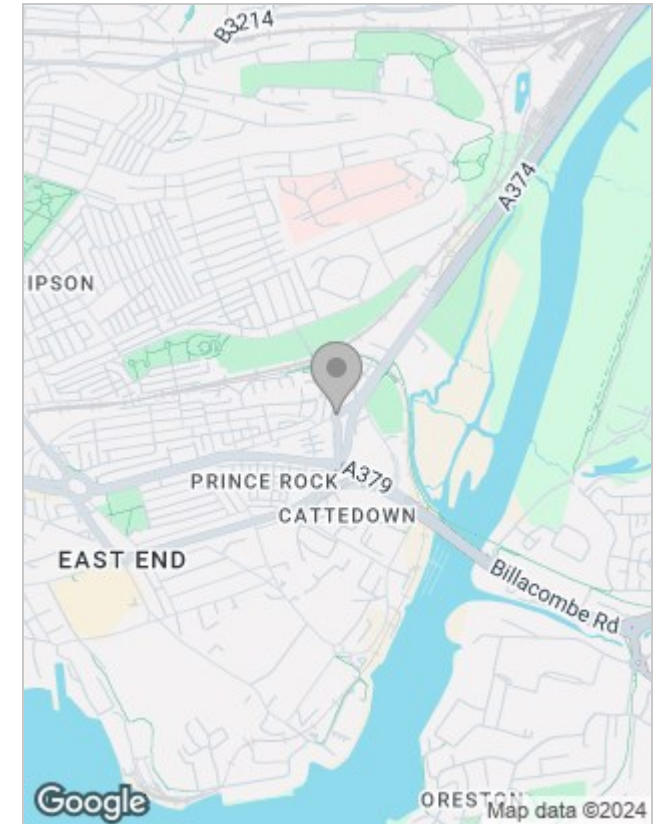 B3214
A374
IPSON
PRINCE ROCK
A379
CATTEDOWN
EAST END
Billacombe Rd
ORESTON
Google
Map data ©2024